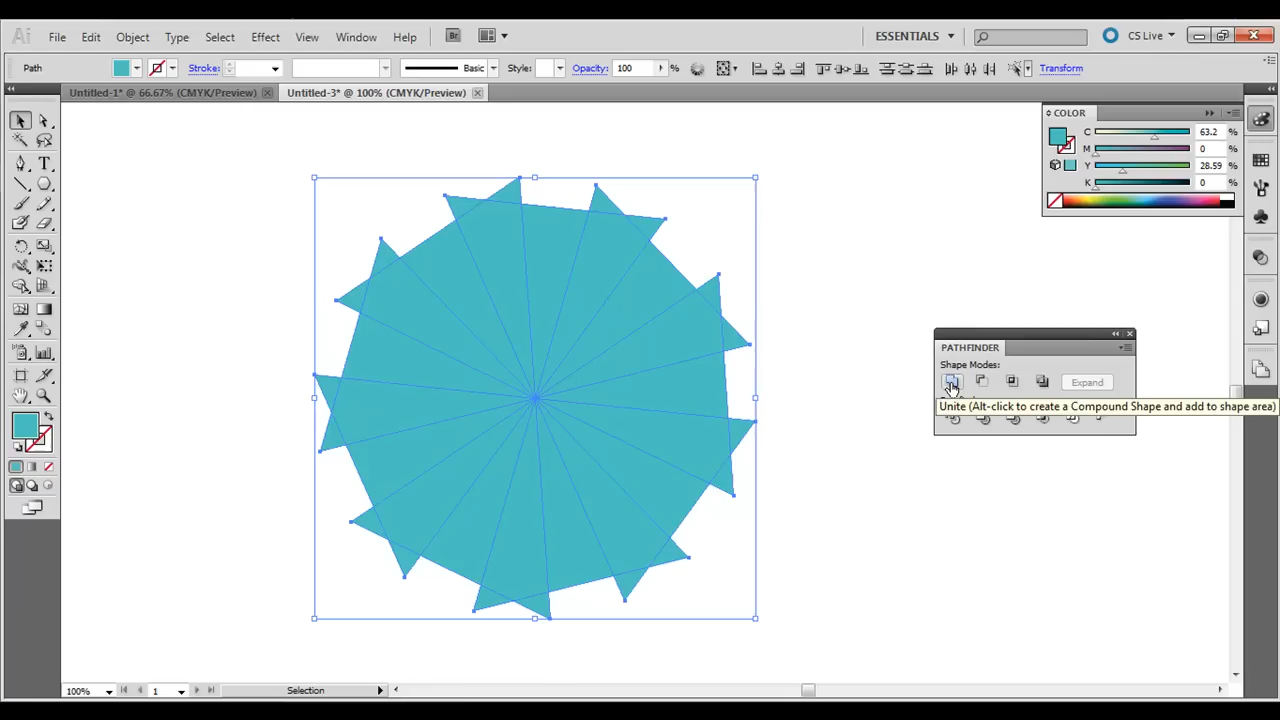 Ai File Edit Object Type Select Effect View Window Help Br ESSENTIALS CS Live
Path Stroke: Basic Style: Opacity: 100 % Transform
Untitled-1* @ 66.67% (CMYK/Preview) Untitled-3* @ 100% (CMYK/Preview)
COLOR
C 63.2 %
M 0 %
Y 28.59 %
K 0 %
PATHFINDER
Shape Modes:
Expand
Unite (Alt-click to create a Compound Shape and add to shape area)
100% 1 Selection